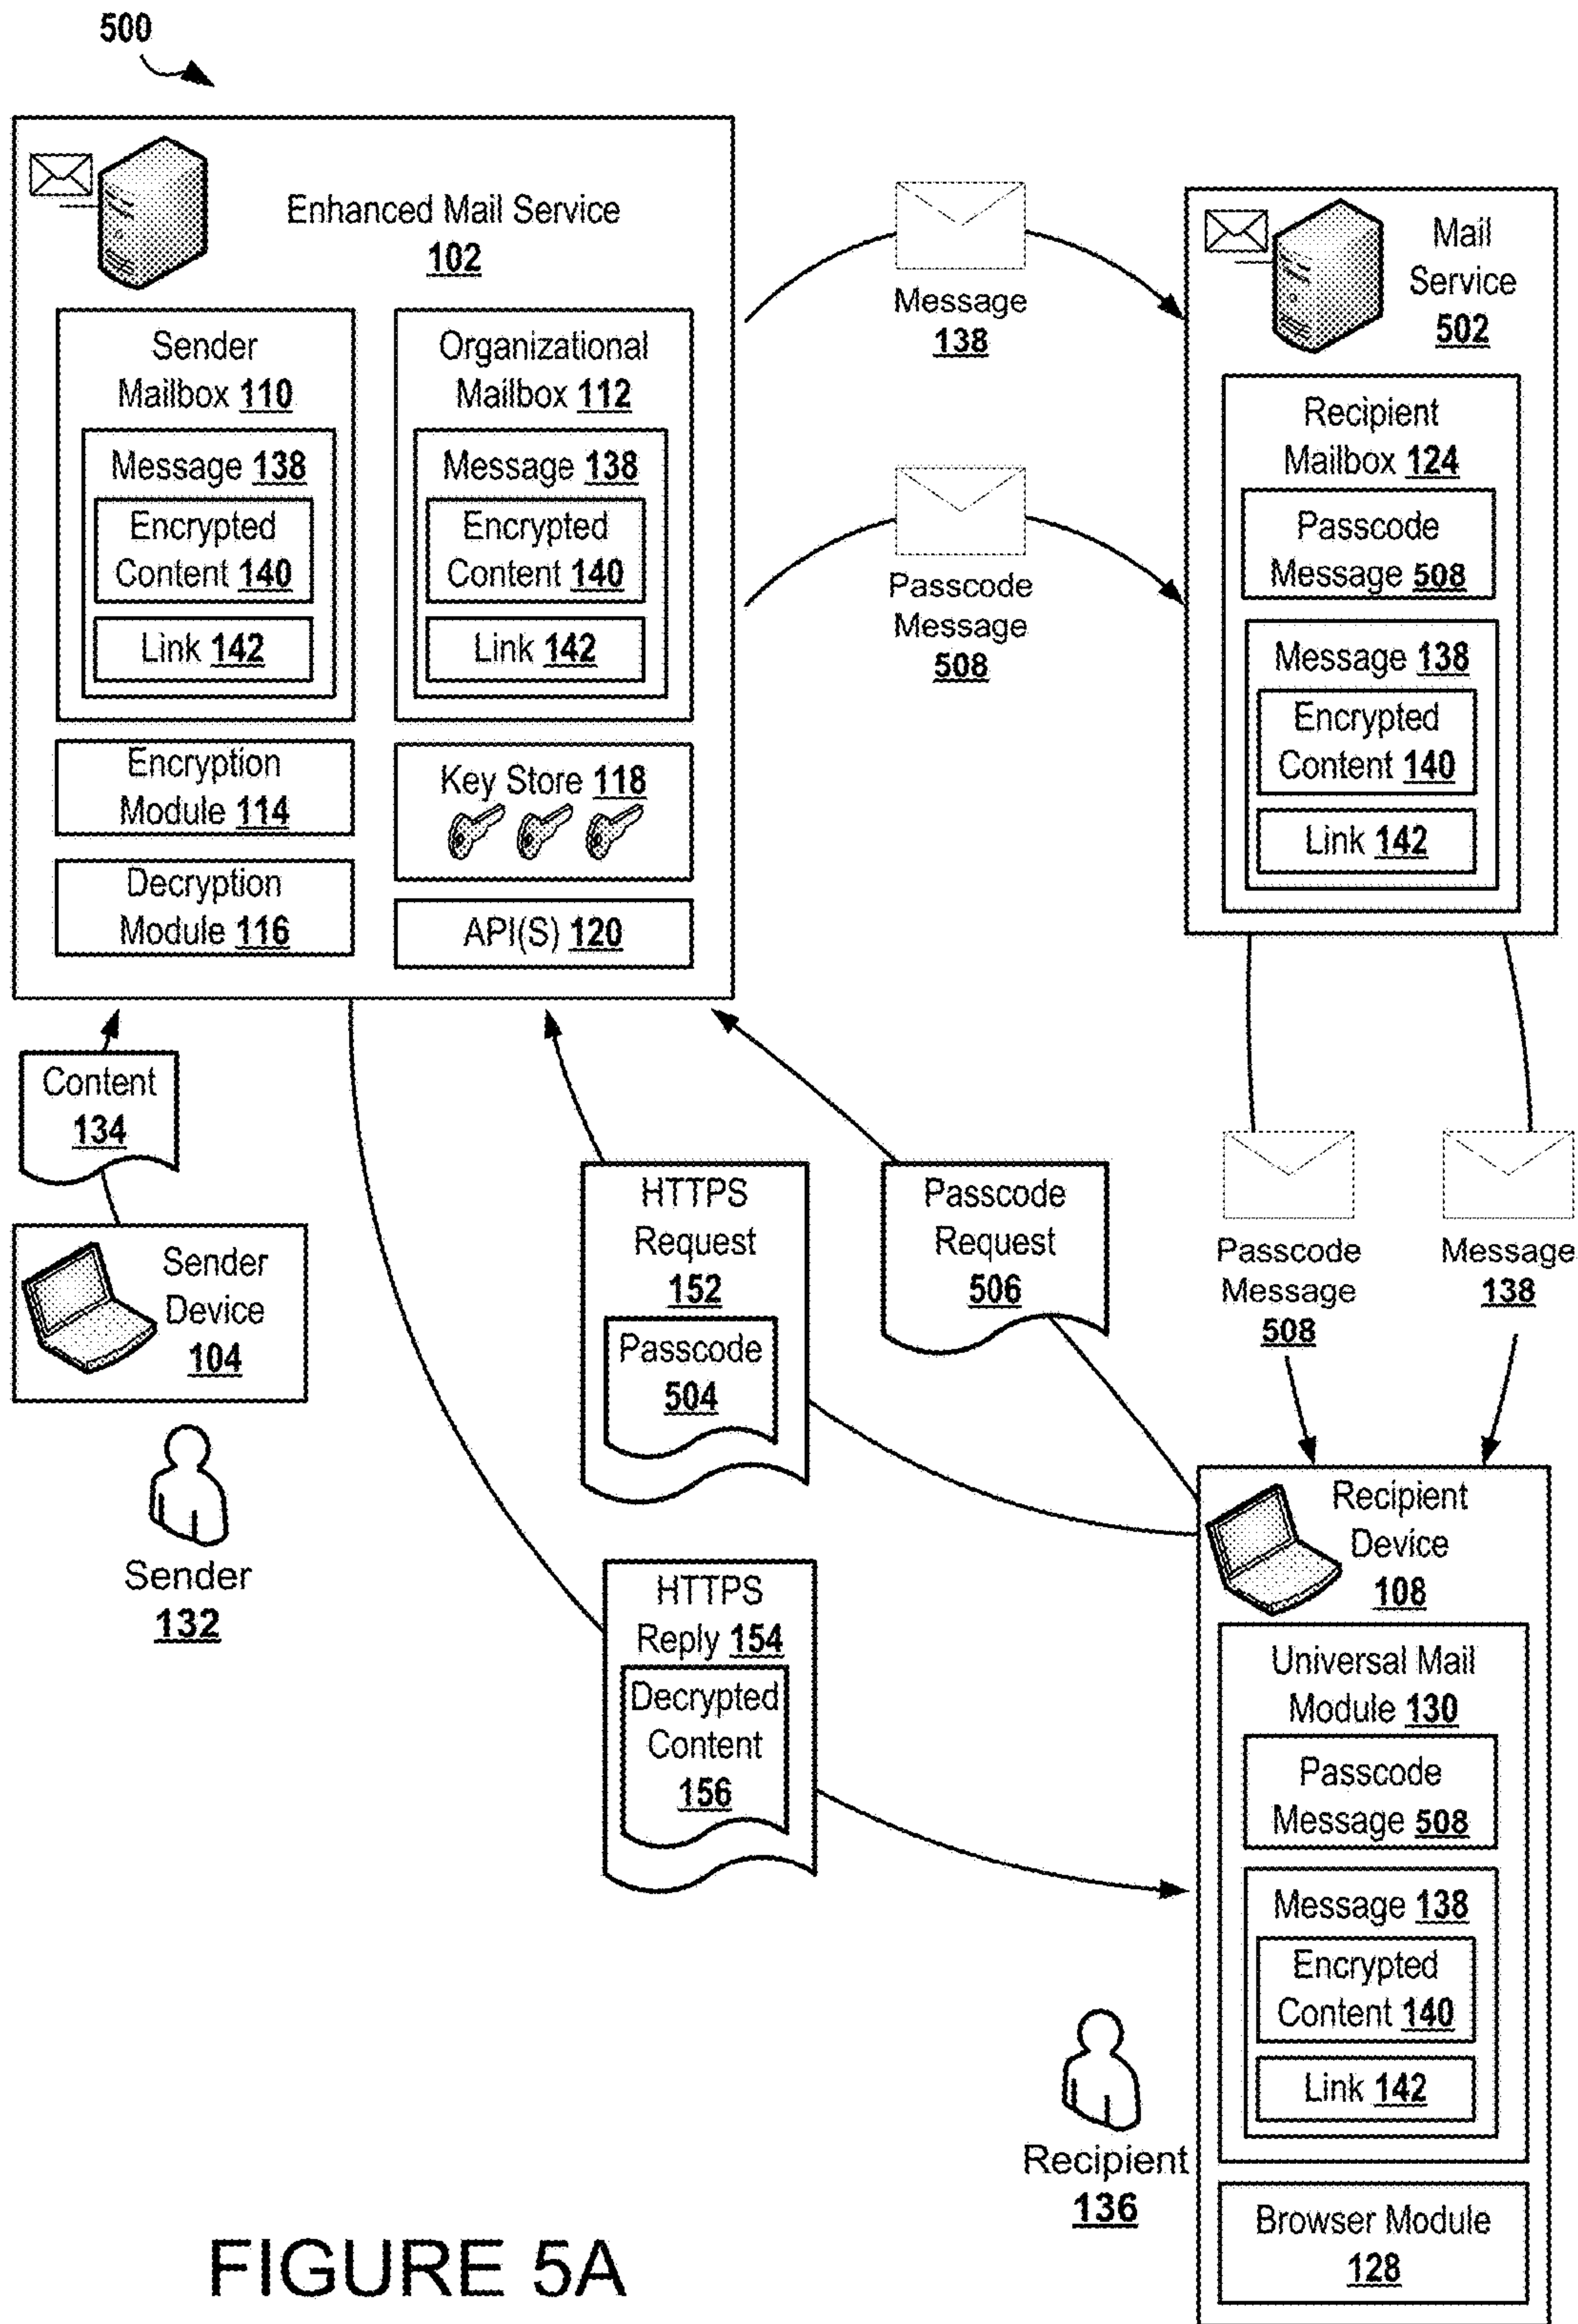 500
Enhanced Mail Service
102
Sender
Mailbox 110
Message 138
Encrypted
Content 140
Link 142
Organizational
Mailbox 112
Message 138
Encrypted
Content 140
Link 142
Encryption
Module 114
Decryption
Module 116
Key Store 118
API(S) 120
Message
138
Passcode
Message
508
Mail
Service
502
Recipient
Mailbox 124
Passcode
Message 508
Message 138
Encrypted
Content 140
Link 142
Content
134
Sender
Device
104
Sender
132
HTTPS
Request
152
Passcode
504
Passcode
Request
506
Passcode
Message
508
Message
138
HTTPS
Reply 154
Decrypted
Content
156
Recipient
Device
108
Universal Mail
Module 130
Passcode
Message 508
Message 138
Encrypted
Content 140
Link 142
Browser Module
128
Recipient
136
FIGURE 5A